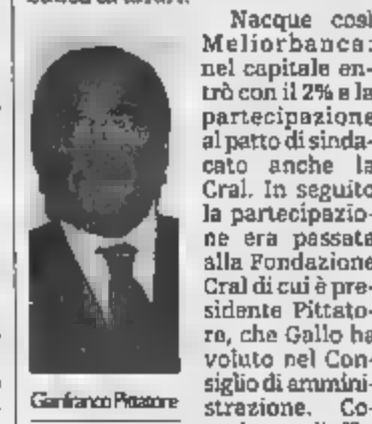 Nacque così
Meliorbanca:
nel capitale en-
trò con il 2% e la
partecipazione
al patto di sinda-
cato anche la
Cral. In seguito
la partecipazio-
ne era passata
alla Fondazione
Cral di cui è pre-
sidente Pittato-
re, che Gallo ha
voluto nel Con-
siglio di ammini-
strazione. Co-
Gianfranco Pittatore